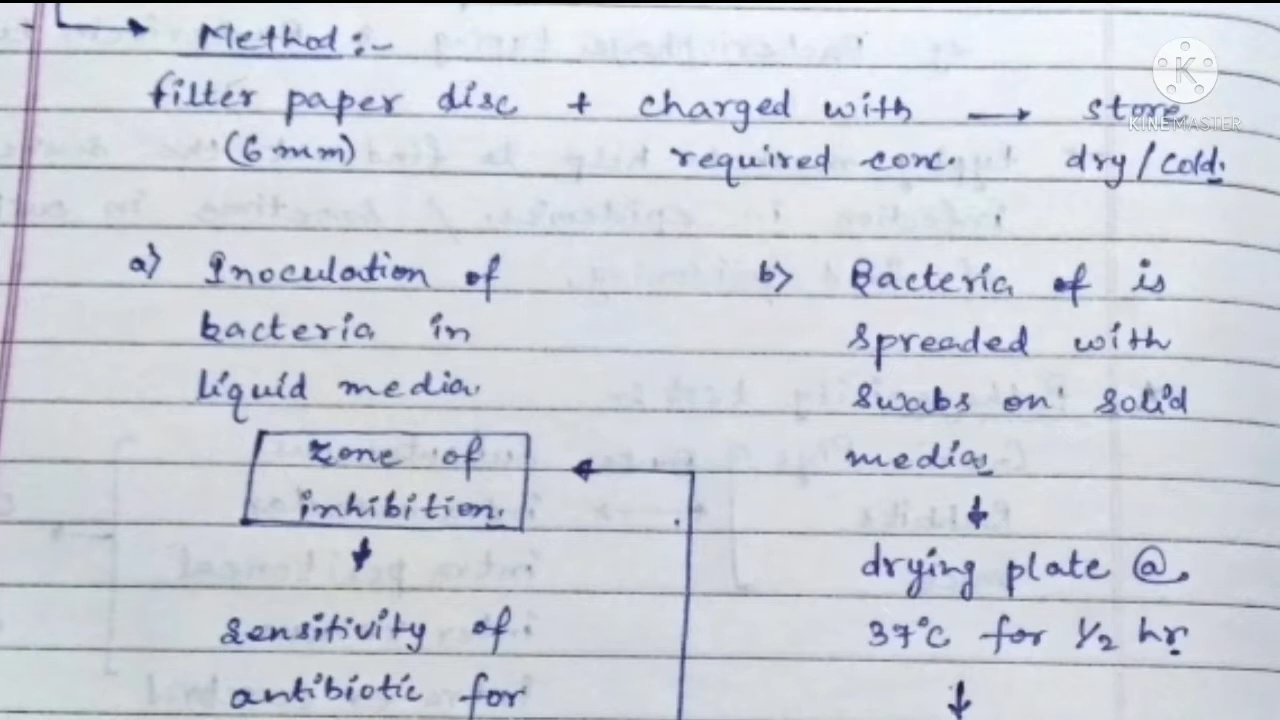 Method :-
filter paper disc + charged with → store
(6mm) required conc. dry/cold.
a) Inoculation of
bacteria in
liquid media
zone of
inhibition.
↓
sensitivity of
antibiotic for
b) Bacteria of is
spreaded with
swabs on solid
media
↓
drying plate @
37°C for 1/2 hr
↓
K
KINEMASTER